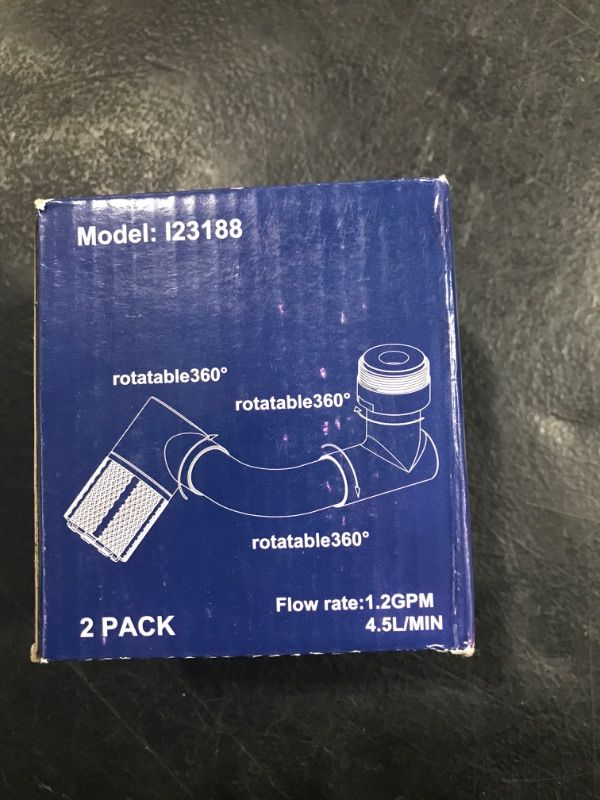 Model: I23188
rotatable360°
rotatable360°
rotatable360°
Flow rate:1.2GPM
2 PACK
4.5L/MIN